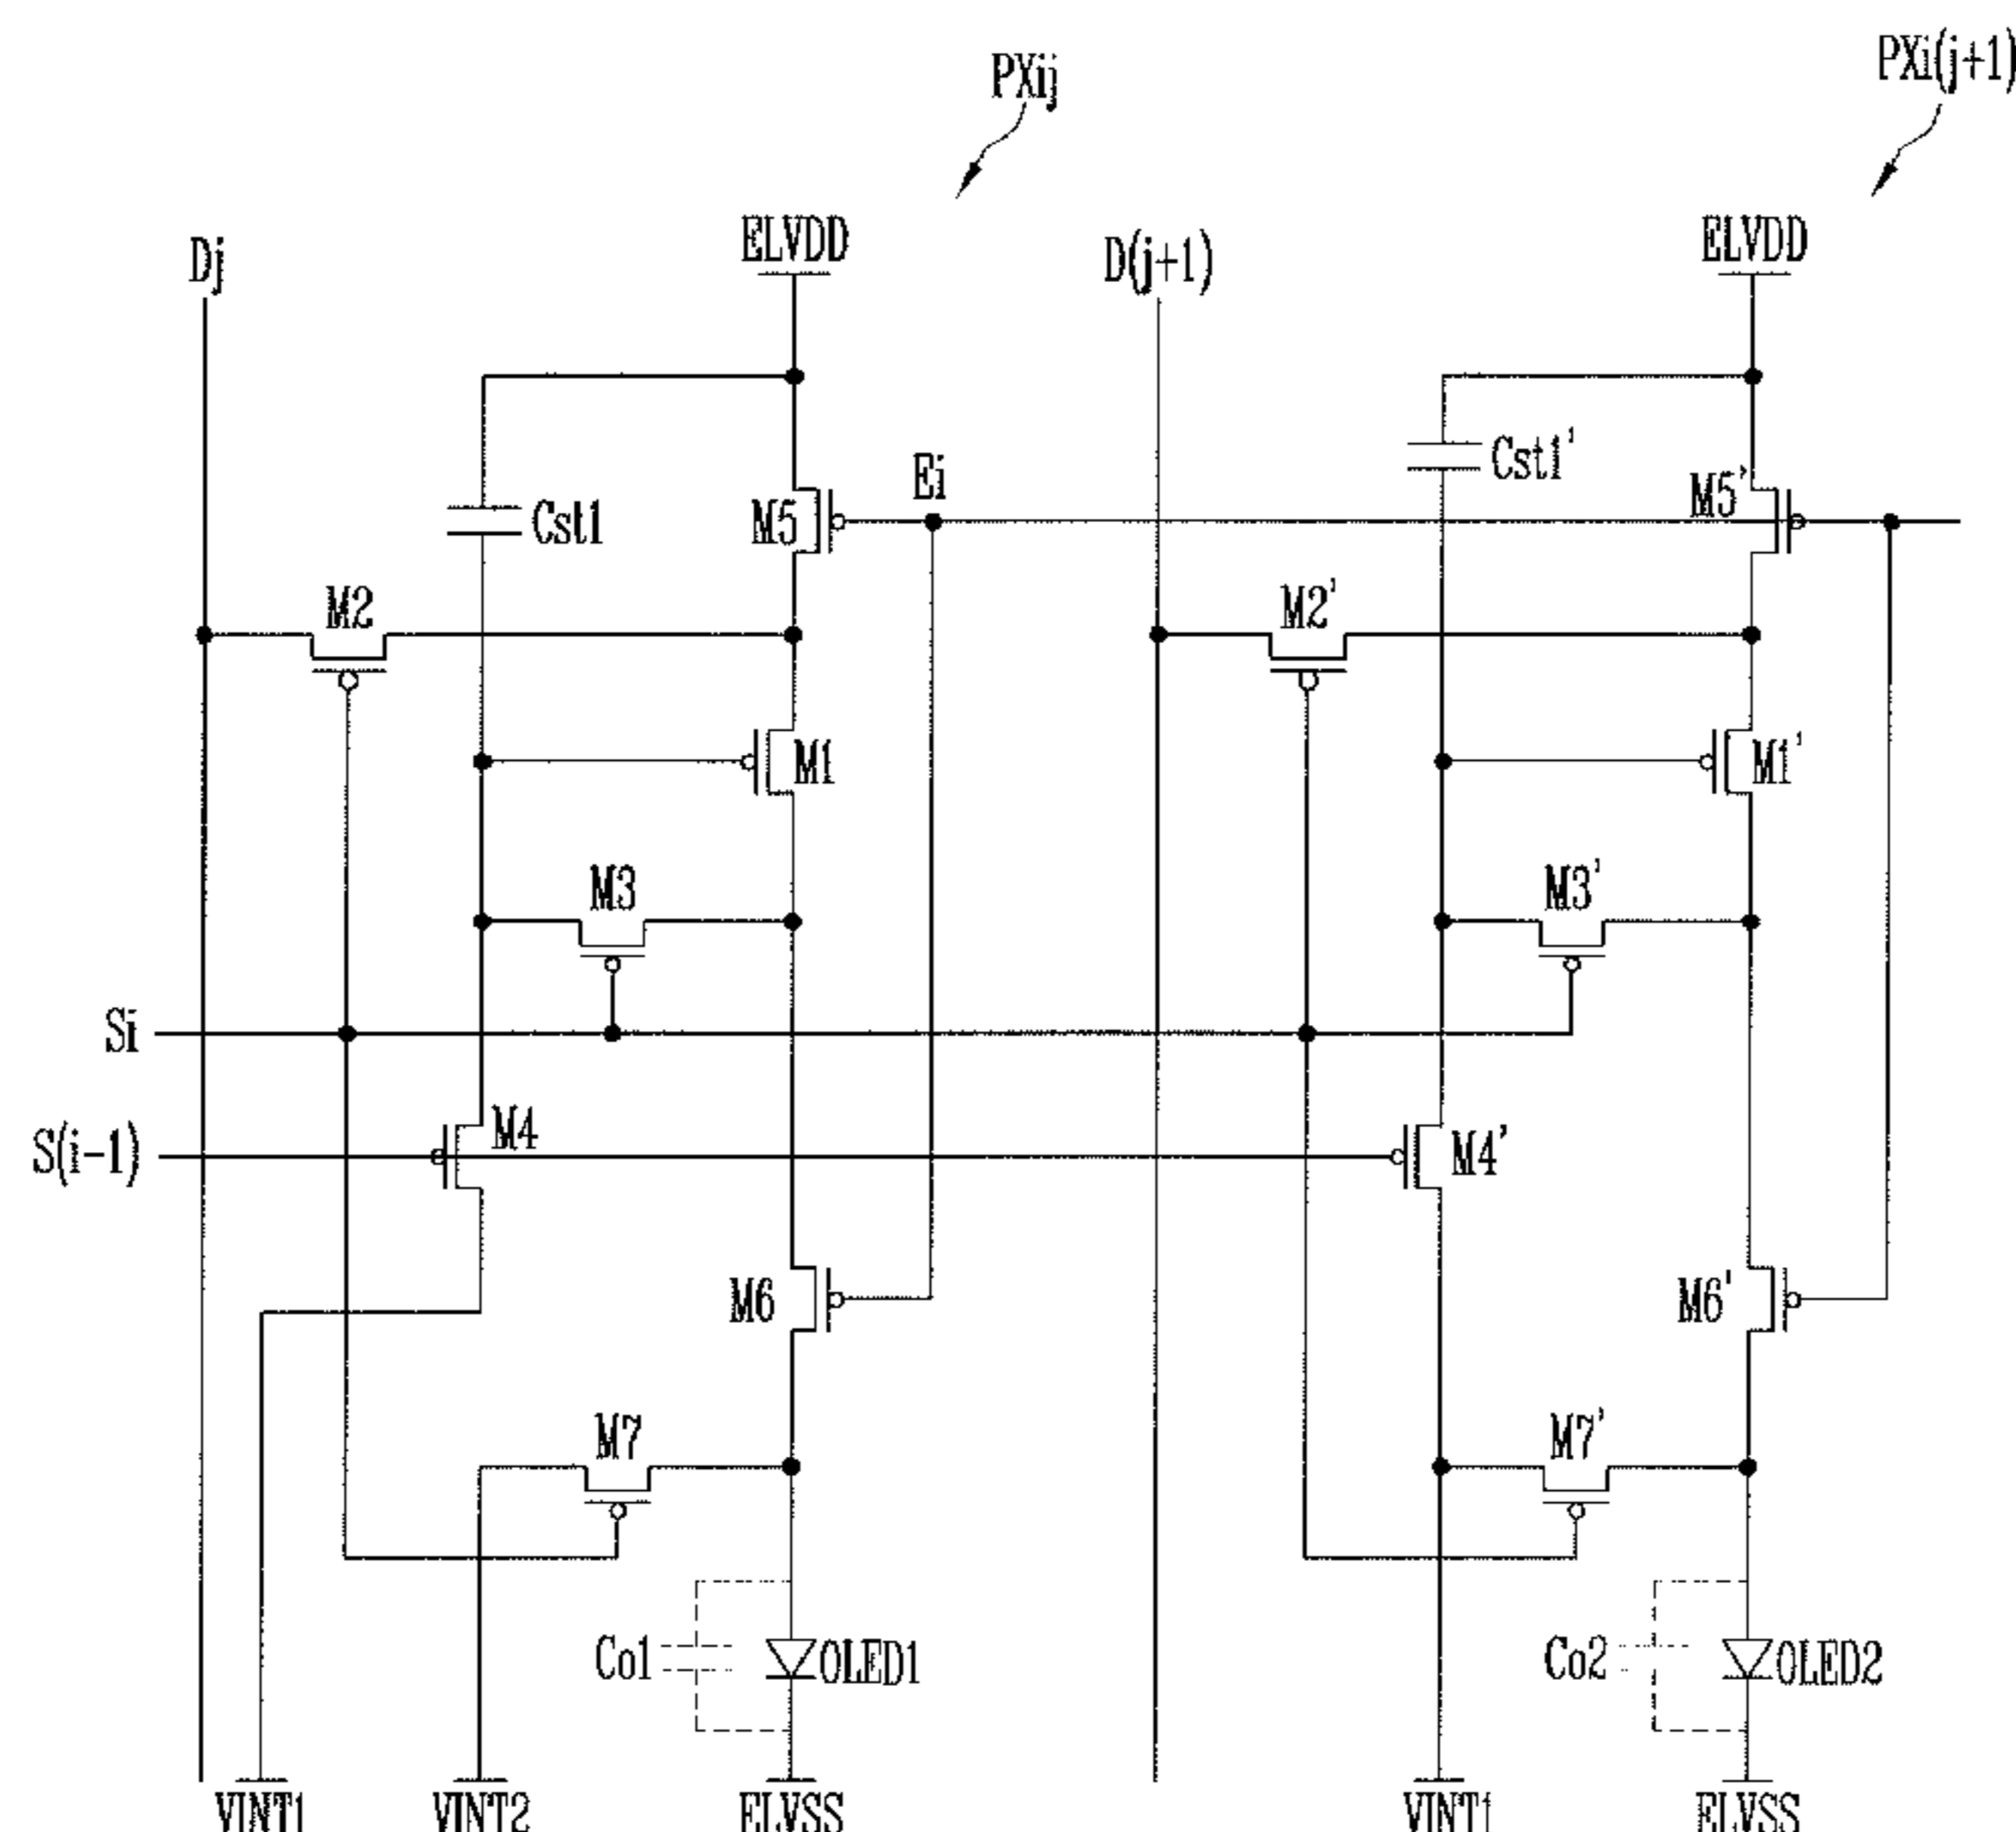 PXij
PXi(j+1)
Dj
ELVDD
D(j+1)
ELVDD
Cst1
M5
Ei
Cst1'
M5'
M2
M2'
M1
M1'
M3
M3'
Si
S(i-1)
M4
M4'
M6
M6'
M7
M7'
Co1
OLED1
Co2
OLED2
VINT1
VINT2
ELVSS
VINT1
ELVSS